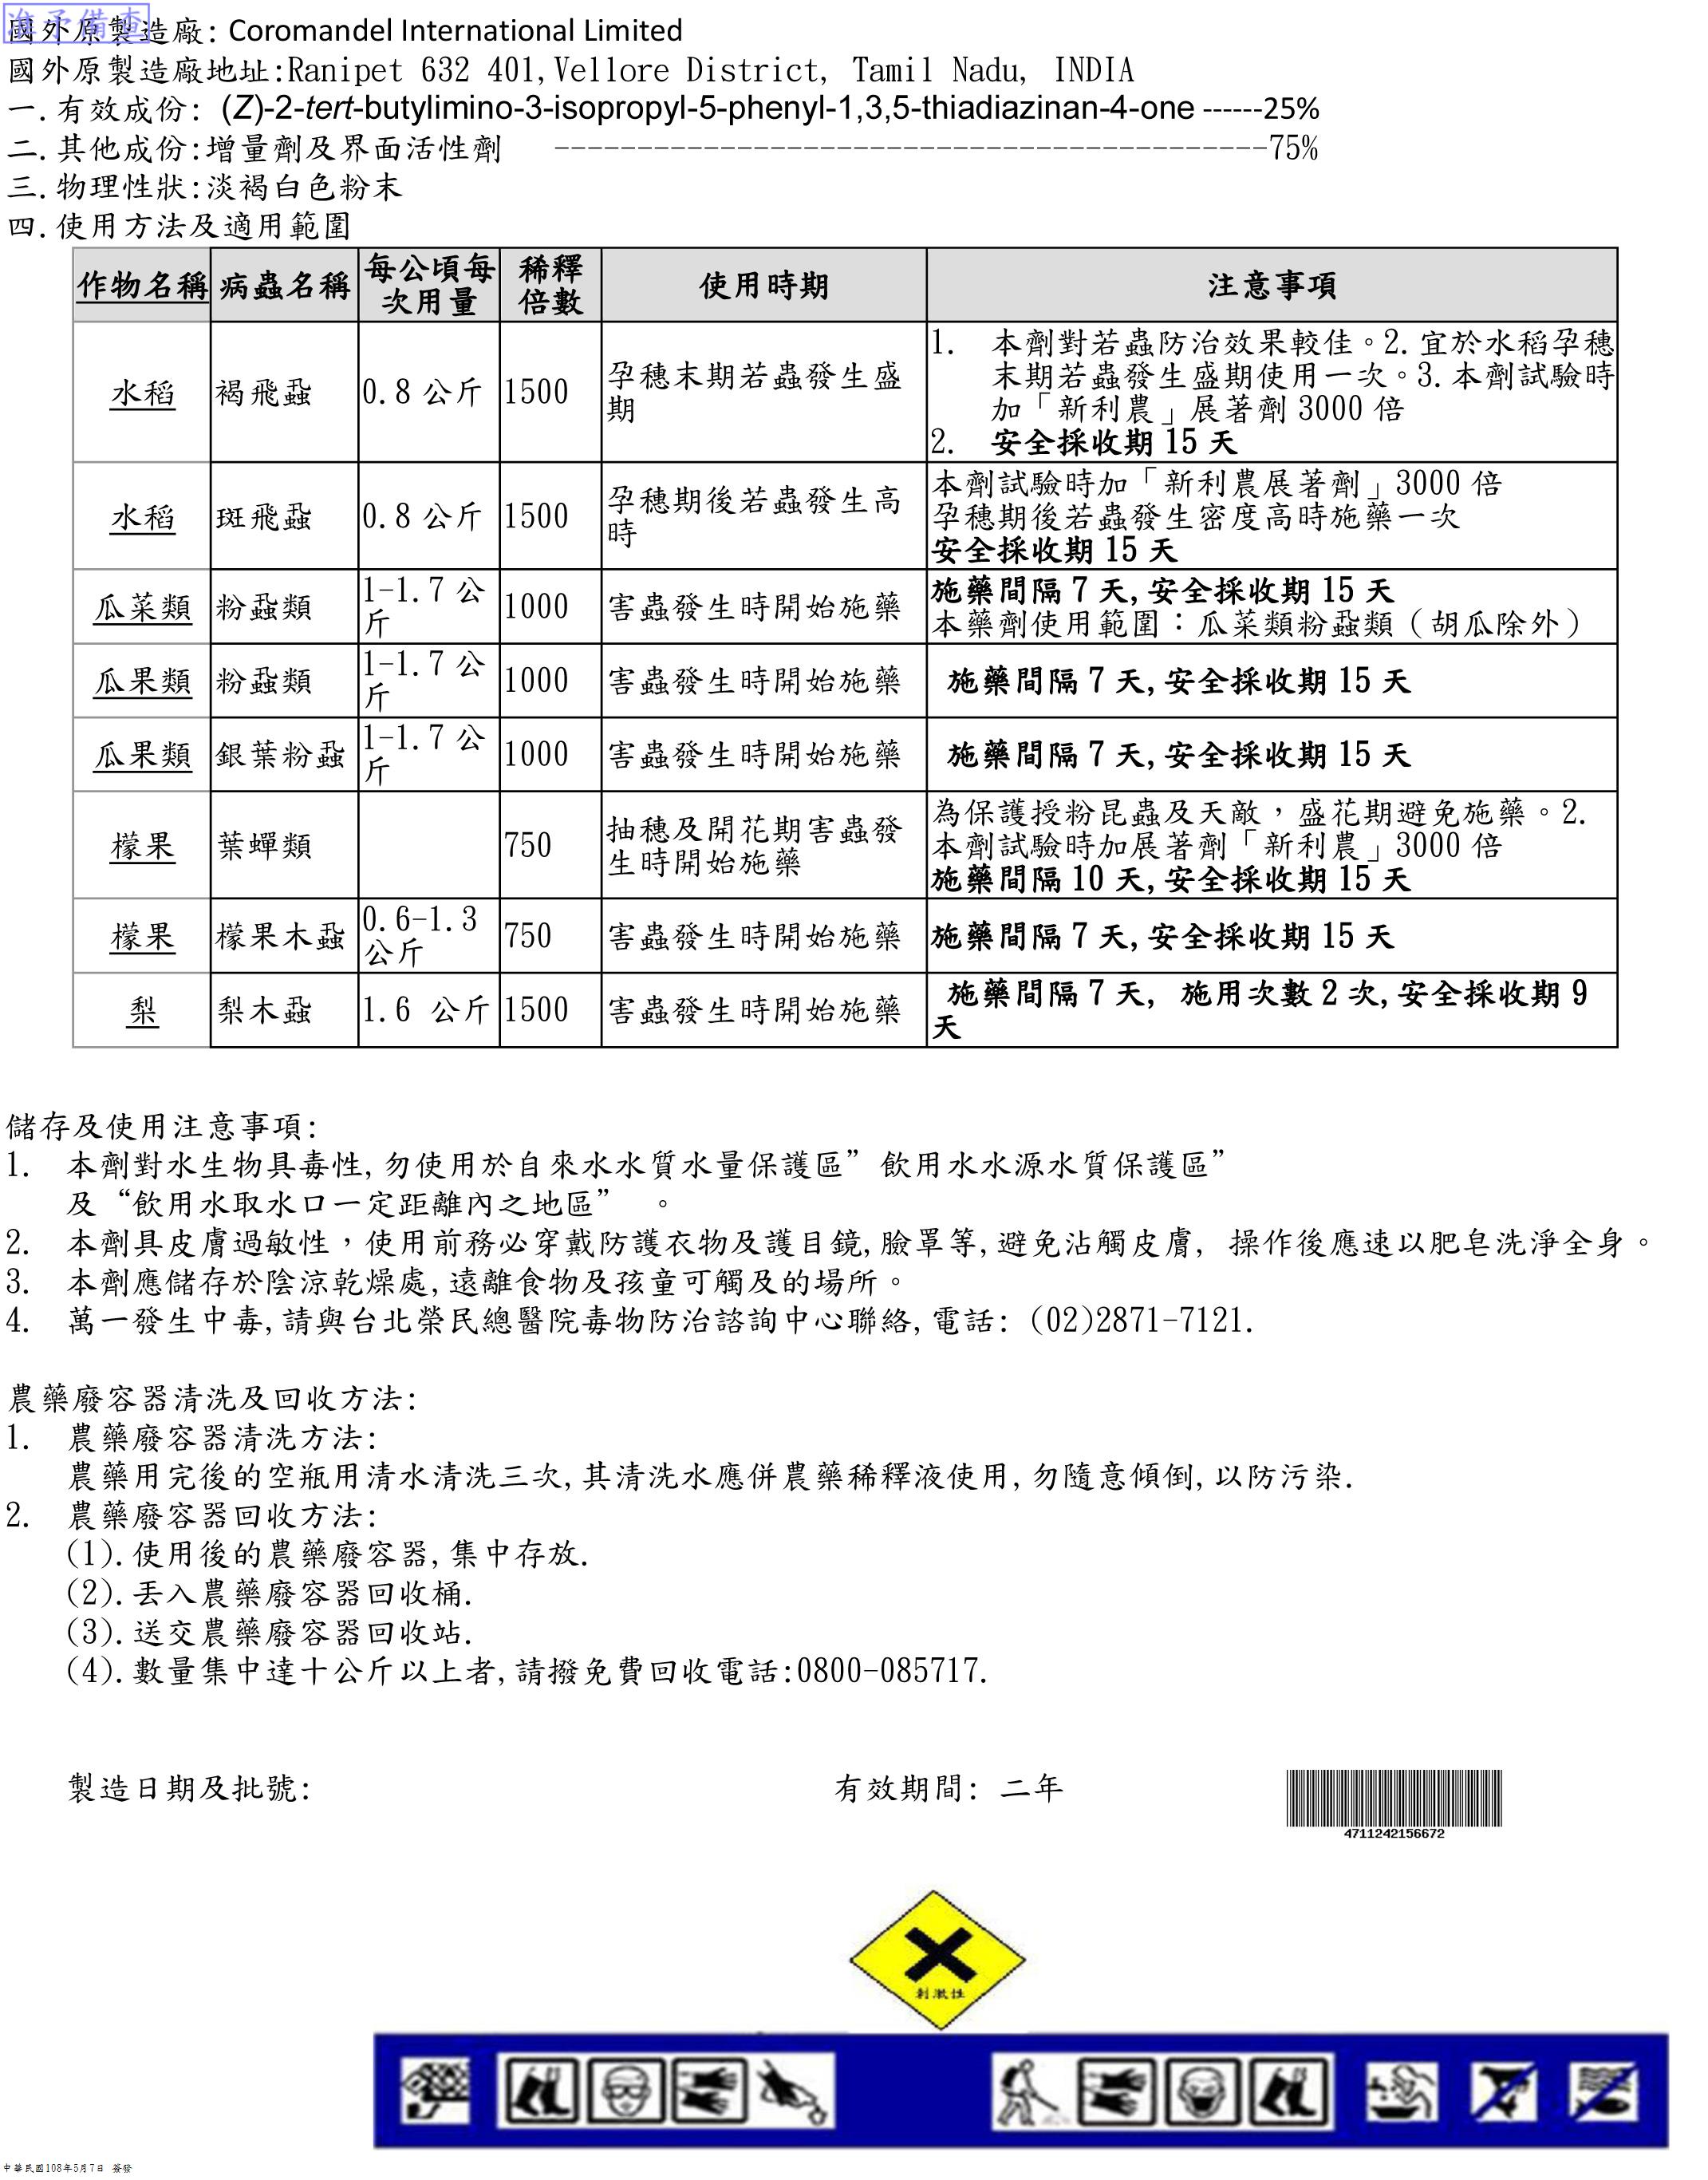 准予備查
國外原製造廠: Coromandel International Limited
國外原製造廠地址:Ranipet 632 401,Vellore District, Tamil Nadu, INDIA
一.有效成份: (Z)-2-tert-butylimino-3-isopropyl-5-phenyl-1,3,5-thiadiazinan-4-one ------25%
二.其他成份:增量劑及界面活性劑 -------------------------------------------75%
三.物理性狀:淡褐白色粉末
四.使用方法及適用範圍
作物名稱 病蟲名稱 每公頃每次用量 稀釋倍數 使用時期 注意事項
水稻 褐飛蝨 0.8 公斤 1500 孕穗末期若蟲發生盛期
1. 本劑對若蟲防治效果較佳。2.宜於水稻孕穗
末期若蟲發生盛期使用一次。3.本劑試驗時
加「新利農」展著劑 3000 倍
2. 安全採收期 15 天
水稻 斑飛蝨 0.8 公斤 1500 孕穗期後若蟲發生高時
本劑試驗時加「新利農展著劑」3000 倍
孕穗期後若蟲發生密度高時施藥一次
安全採收期 15 天
瓜菜類 粉蝨類 1-1.7 公斤 1000 害蟲發生時開始施藥
施藥間隔 7 天,安全採收期 15 天
本藥劑使用範圍：瓜菜類粉蝨類（胡瓜除外）
瓜果類 粉蝨類 1-1.7 公斤 1000 害蟲發生時開始施藥 施藥間隔 7 天,安全採收期 15 天
瓜果類 銀葉粉蝨 1-1.7 公斤 1000 害蟲發生時開始施藥 施藥間隔 7 天,安全採收期 15 天
檬果 葉蟬類 750 抽穗及開花期害蟲發生時開始施藥
為保護授粉昆蟲及天敵，盛花期避免施藥。2.
本劑試驗時加展著劑「新利農」3000 倍
施藥間隔 10 天,安全採收期 15 天
檬果 檬果木蝨 0.6-1.3 公斤 750 害蟲發生時開始施藥 施藥間隔 7 天,安全採收期 15 天
梨 梨木蝨 1.6 公斤 1500 害蟲發生時開始施藥 施藥間隔 7 天, 施用次數 2 次,安全採收期 9
天
儲存及使用注意事項:
1. 本劑對水生物具毒性,勿使用於自來水水質水量保護區”飲用水水源水質保護區”
及“飲用水取水口一定距離內之地區” 。
2. 本劑具皮膚過敏性，使用前務必穿戴防護衣物及護目鏡,臉罩等,避免沾觸皮膚, 操作後應速以肥皂洗淨全身。
3. 本劑應儲存於陰涼乾燥處,遠離食物及孩童可觸及的場所。
4. 萬一發生中毒,請與台北榮民總醫院毒物防治諮詢中心聯絡,電話: (02)2871-7121.
農藥廢容器清洗及回收方法:
1. 農藥廢容器清洗方法:
農藥用完後的空瓶用清水清洗三次,其清洗水應併農藥稀釋液使用,勿隨意傾倒,以防污染.
2. 農藥廢容器回收方法:
(1).使用後的農藥廢容器,集中存放.
(2).丟入農藥廢容器回收桶.
(3).送交農藥廢容器回收站.
(4).數量集中達十公斤以上者,請撥免費回收電話:0800-085717.
製造日期及批號: 有效期間: 二年
4711242156672
刺激性
中華民國108年5月7日 簽發